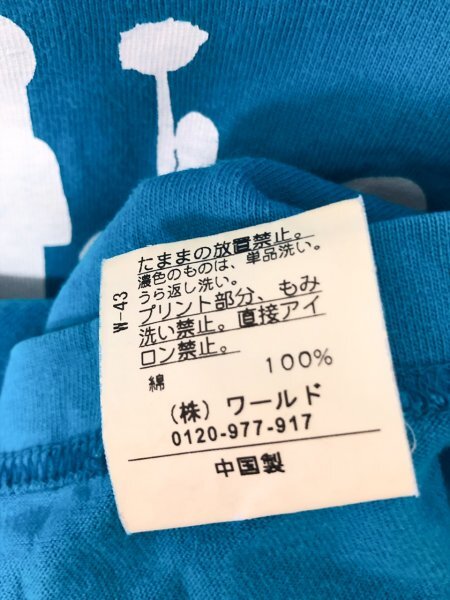 たままの放置禁止。
濃色のものは、単品洗い。
うら返し洗い。
プリント部分、もみ
洗い禁止。直接アイ
ロン禁止。
綿 100%
(株) ワールド
0120-977-917
中国製
W-43